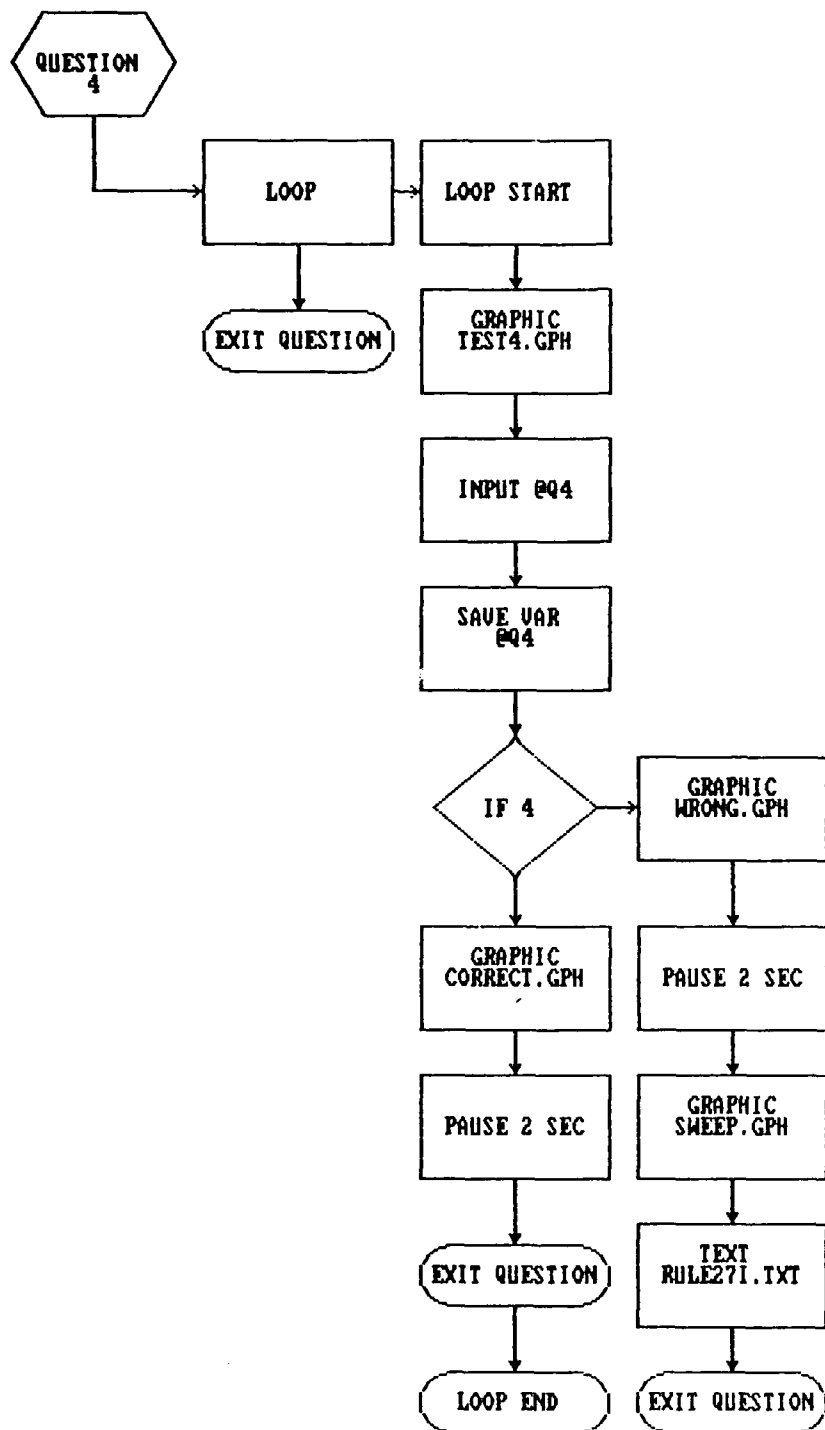 QUESTION
4
LOOP
LOOP START
EXIT QUESTION
GRAPHIC
TEST4.GPH
INPUT @Q4
SAVE VAR
@Q4
IF 4
GRAPHIC
WRONG.GPH
GRAPHIC
CORRECT.GPH
PAUSE 2 SEC
PAUSE 2 SEC
GRAPHIC
SWEEP.GPH
EXIT QUESTION
TEXT
RULE27I.TXT
LOOP END
EXIT QUESTION